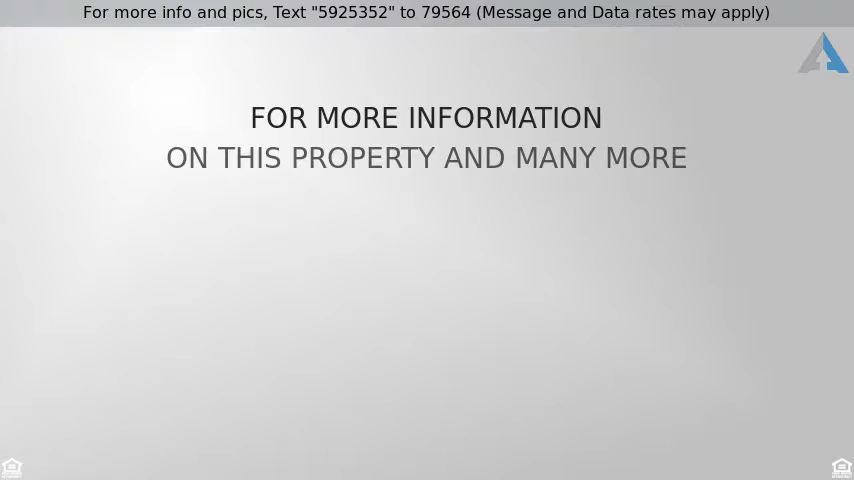 For more info and pics, Text "5925352" to 79564 (Message and Data rates may apply)
FOR MORE INFORMATION
ON THIS PROPERTY AND MANY MORE